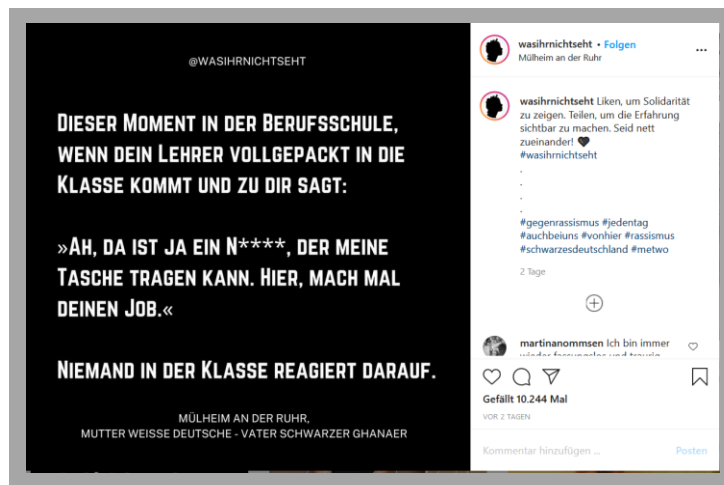 @WASIHRNICHTSEHT
DIESER MOMENT IN DER BERUFSSCHULE,
WENN DEIN LEHRER VOLLGEPACKT IN DIE
KLASSE KOMMT UND ZU DIR SAGT:
»AH, DA IST JA EIN N****, DER MEINE
TASCHE TRAGEN KANN. HIER, MACH MAL
DEINEN JOB.«
NIEMAND IN DER KLASSE REAGIERT DARAUF.
MÜLHEIM AN DER RUHR,
MUTTER WEISSE DEUTSCHE - VATER SCHWARZER GHANAER
wasihrnichtseht • Folgen
Mülheim an der Ruhr
wasihrnichtseht Liken, um Solidarität
zu zeigen. Teilen, um die Erfahrung
sichtbar zu machen. Seid nett
zueinander! 🖤
#wasihrnichtseht
.
.
.
.
#gegenrassismus #jedentag
#auchbeiuns #vonhier #rassismus
#schwarzesdeutschland #metwo
2 Tage
martinanommsen Ich bin immer
wieder fassungslos und traurig
Gefällt 10.244 Mal
VOR 2 TAGEN
Kommentar hinzufügen ...
Posten